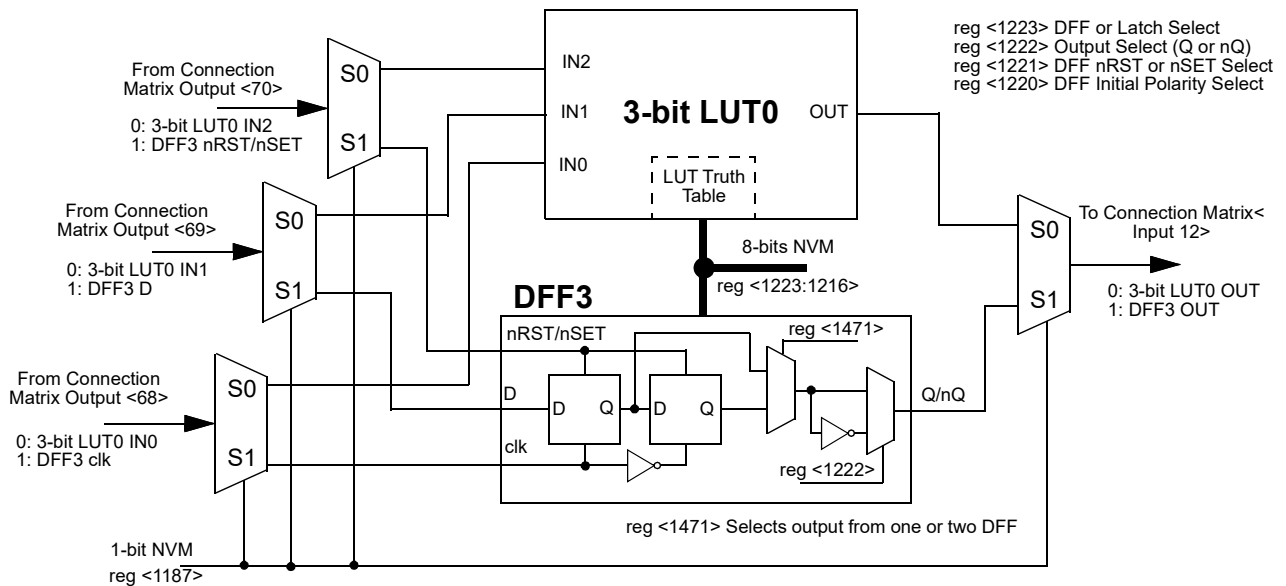 From Connection
Matrix Output <70>
0: 3-bit LUT0 IN2
1: DFF3 nRST/nSET
S0
S1
From Connection
Matrix Output <69>
0: 3-bit LUT0 IN1
1: DFF3 D
S0
S1
From Connection
Matrix Output <68>
0: 3-bit LUT0 IN0
1: DFF3 clk
S0
S1
1-bit NVM
reg <1187>
IN2
IN1
IN0
3-bit LUT0
OUT
LUT Truth
Table
8-bits NVM
reg <1223:1216>
DFF3
nRST/nSET
D
clk
D
Q
D
Q
reg <1471>
reg <1222>
Q/nQ
reg <1471> Selects output from one or two DFF
reg <1223> DFF or Latch Select
reg <1222> Output Select (Q or nQ)
reg <1221> DFF nRST or nSET Select
reg <1220> DFF Initial Polarity Select
S0
S1
To Connection Matrix<
Input 12>
0: 3-bit LUT0 OUT
1: DFF3 OUT